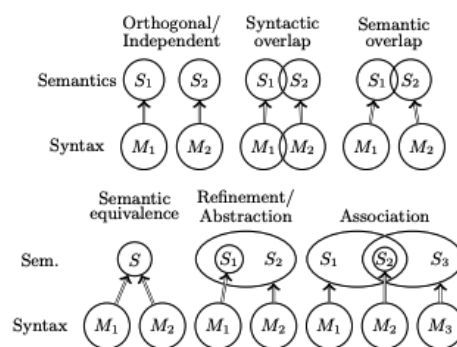 Orthogonal/ Syntactic Semantic
Independent overlap overlap
Semantics S₁ S₂ S₁ S₂ S₁ S₂
Syntax M₁ M₂ M₁ M₂ M₁ M₂
Semantic Refinement/
equivalence Abstraction Association
Sem. S S₁ S₂ S₁ S₂ S₃
Syntax M₁ M₂ M₁ M₂ M₁ M₂ M₃